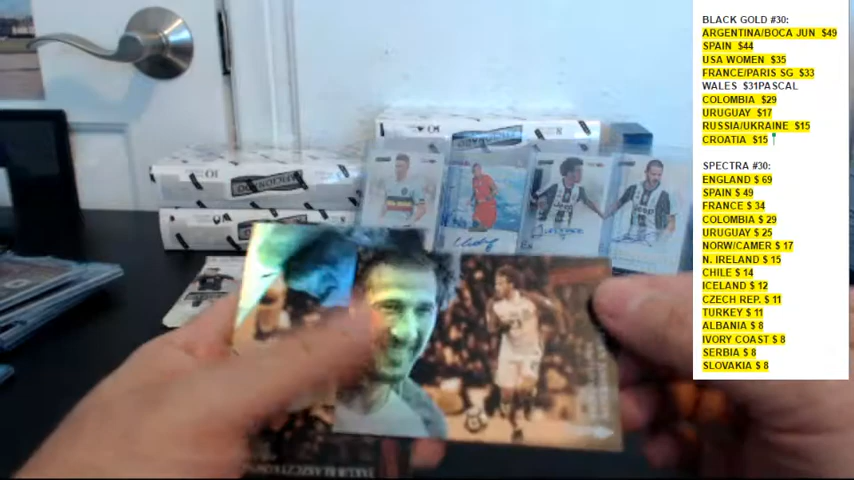 BLACK GOLD #30:
ARGENTINA/BOCA JUN $49
SPAIN $44
USA WOMEN $35
FRANCE/PARIS SG $33
WALES $31PASCAL
COLOMBIA $29
URUGUAY $17
RUSSIA/UKRAINE $15
CROATIA $15
SPECTRA #30:
ENGLAND $ 69
SPAIN $ 49
FRANCE $ 34
COLOMBIA $ 29
URUGUAY $ 25
NORW/CAMER $ 17
N. IRELAND $ 15
CHILE $ 14
ICELAND $ 12
CZECH REP. $ 11
TURKEY $ 11
ALBANIA $ 8
IVORY COAST $ 8
SERBIA $ 8
SLOVAKIA $ 8
Jeep
Jeep